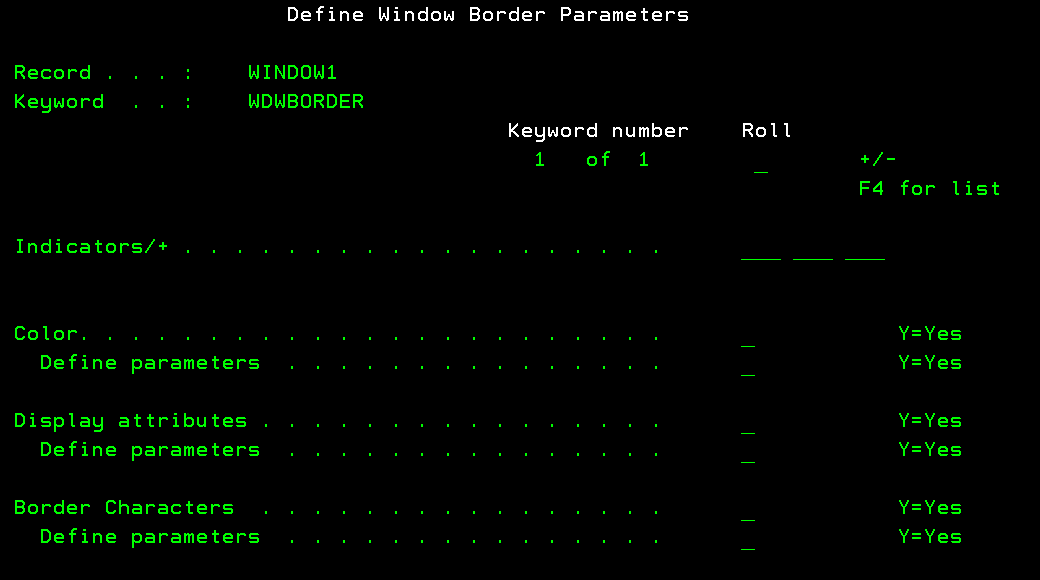 Define Window Border Parameters
Record . . . :    WINDOW1
Keyword  . . :    WDWBORDER
Keyword number    Roll
1   of  1    _    +/-
F4 for list
Indicators/+ . . . . . . . . . . . . . . . . . . .    ___ ___ ___
Color. . . . . . . . . . . . . . . . . . . . . . .    _    Y=Yes
Define parameters  . . . . . . . . . . . . . . .    _    Y=Yes
Display attributes . . . . . . . . . . . . . . . .    _    Y=Yes
Define parameters  . . . . . . . . . . . . . . .    _    Y=Yes
Border Characters  . . . . . . . . . . . . . . . .    _    Y=Yes
Define parameters  . . . . . . . . . . . . . . .    _    Y=Yes